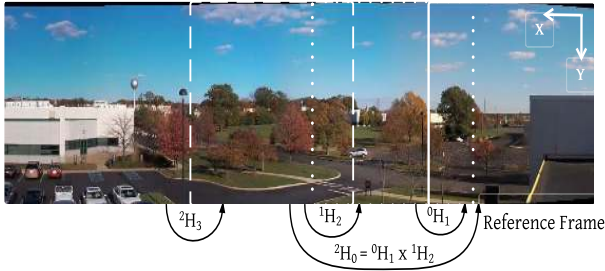 X
Y
²H₃
¹H₂
⁰H₁
Reference Frame
²H₀ = ⁰H₁ x ¹H₂